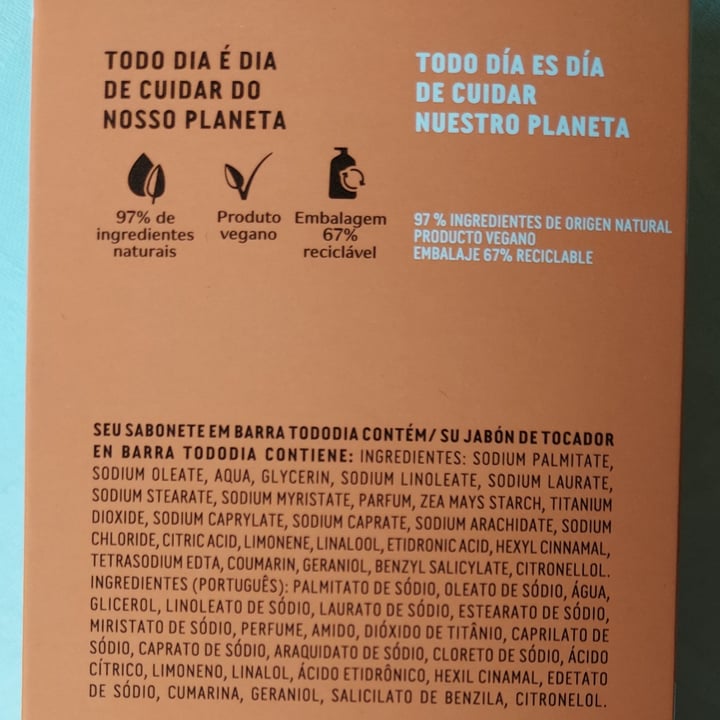 TODO DIA É DIA
DE CUIDAR DO
NOSSO PLANETA
97% de
ingredientes
naturais
Produto
vegano
Embalagem
67%
reciclável
TODO DÍA ES DÍA
DE CUIDAR
NUESTRO PLANETA
97 % INGREDIENTES DE ORIGEN NATURAL
PRODUCTO VEGANO
EMBALAJE 67% RECICLABLE
SEU SABONETE EM BARRA TODODIA CONTÉM/ SU JABÓN DE TOCADOR
EN BARRA TODODIA CONTIENE: INGREDIENTES: SODIUM PALMITATE,
SODIUM OLEATE, AQUA, GLYCERIN, SODIUM LINOLEATE, SODIUM LAURATE,
SODIUM STEARATE, SODIUM MYRISTATE, PARFUM, ZEA MAYS STARCH, TITANIUM
DIOXIDE, SODIUM CAPRYLATE, SODIUM CAPRATE, SODIUM ARACHIDATE, SODIUM
CHLORIDE, CITRIC ACID, LIMONENE, LINALOOL, ETIDRONIC ACID, HEXYL CINNAMAL,
TETRASODIUM EDTA, COUMARIN, GERANIOL, BENZYL SALICYLATE, CITRONELLOL.
INGREDIENTES (PORTUGUÊS): PALMITATO DE SÓDIO, OLEATO DE SÓDIO, ÁGUA,
GLICEROL, LINOLEATO DE SÓDIO, LAURATO DE SÓDIO, ESTEARATO DE SÓDIO,
MIRISTATO DE SÓDIO, PERFUME, AMIDO, DIÓXIDO DE TITÂNIO, CAPRILATO DE
SÓDIO, CAPRATO DE SÓDIO, ARAQUIDATO DE SÓDIO, CLORETO DE SÓDIO, ÁCIDO
CÍTRICO, LIMONENO, LINALOL, ÁCIDO ETIDRÔNICO, HEXIL CINAMAL, EDETATO
DE SÓDIO, CUMARINA, GERANIOL, SALICILATO DE BENZILA, CITRONELOL.